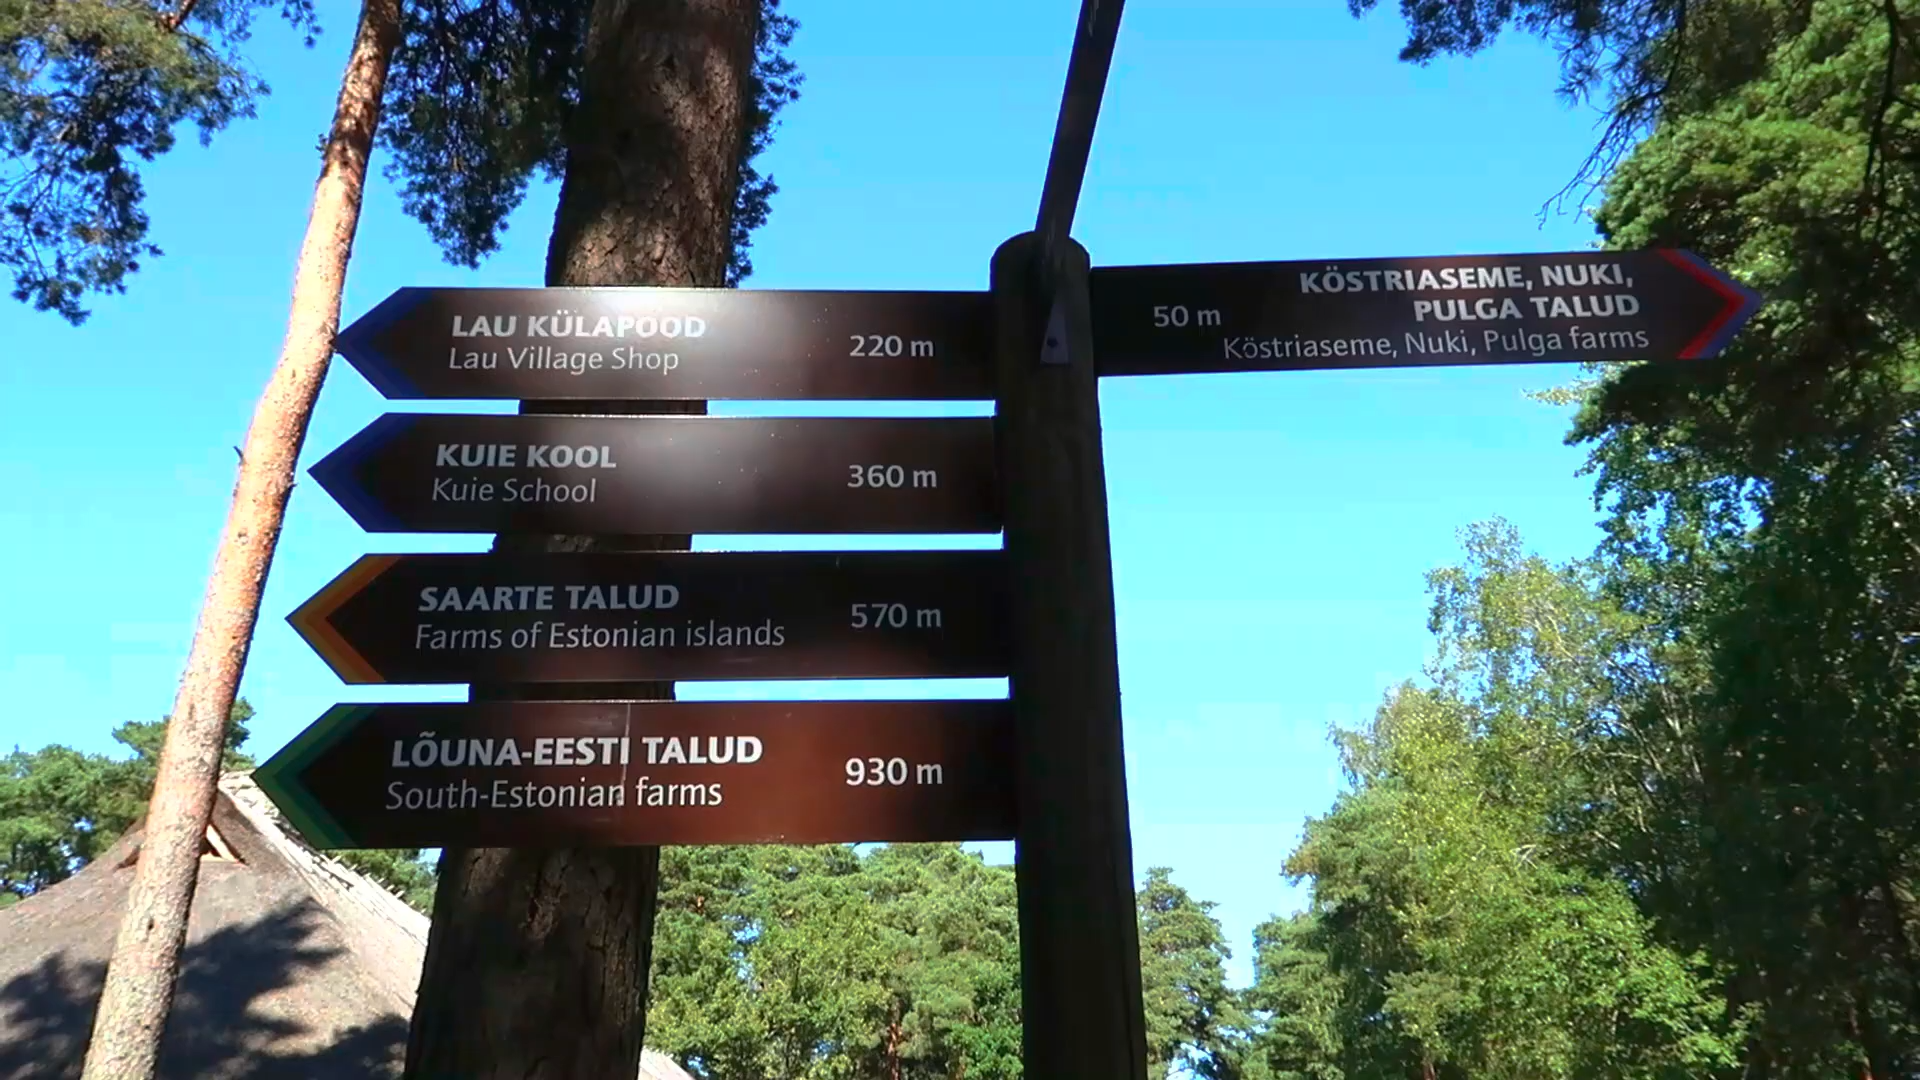 LAU KÜLAPOOD
Lau Village Shop
220 m
KUIE KOOL
Kuie School
360 m
SAARTE TALUD
Farms of Estonian islands
570 m
LÕUNA-EESTI TALUD
South-Estonian farms
930 m
50 m
KÖSTRIASEME, NUKI,
PULGA TALUD
Köstriaseme, Nuki, Pulga farms